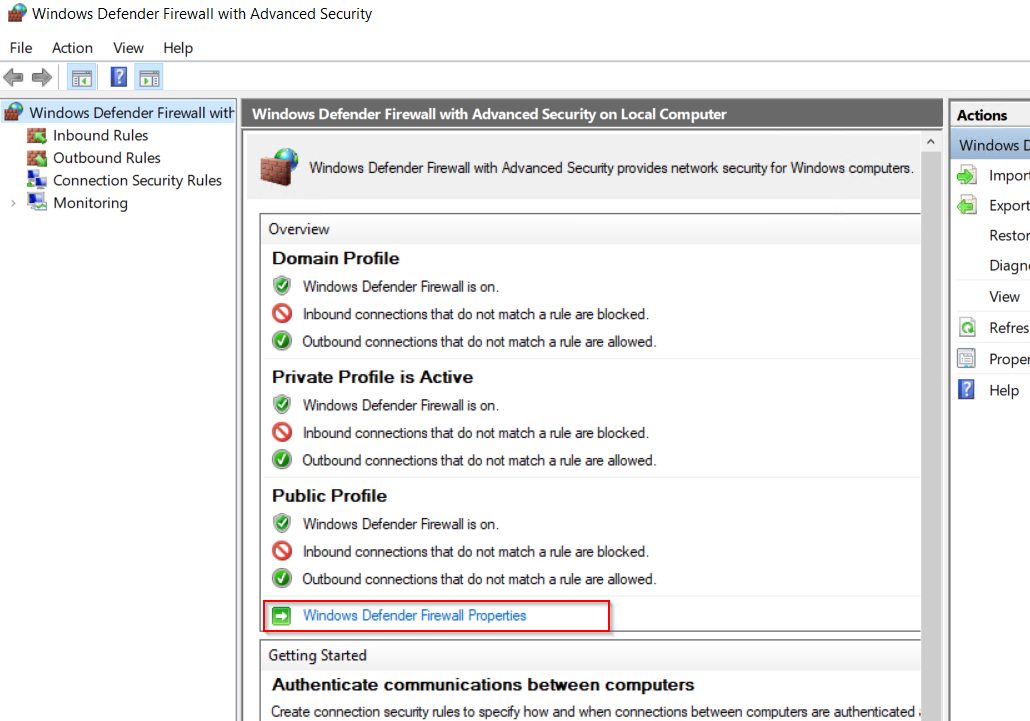 Windows Defender Firewall with Advanced Security
File Action View Help
Windows Defender Firewall with
Inbound Rules
Outbound Rules
Connection Security Rules
Monitoring
Windows Defender Firewall with Advanced Security on Local Computer
Windows Defender Firewall with Advanced Security provides network security for Windows computers.
Overview
Domain Profile
Windows Defender Firewall is on.
Inbound connections that do not match a rule are blocked.
Outbound connections that do not match a rule are allowed.
Private Profile is Active
Windows Defender Firewall is on.
Inbound connections that do not match a rule are blocked.
Outbound connections that do not match a rule are allowed.
Public Profile
Windows Defender Firewall is on.
Inbound connections that do not match a rule are blocked.
Outbound connections that do not match a rule are allowed.
Windows Defender Firewall Properties
Getting Started
Authenticate communications between computers
Create connection security rules to specify how and when connections between computers are authenticated
Actions
Windows D
Import
Export
Restor
Diagn
View
Refres
Proper
Help